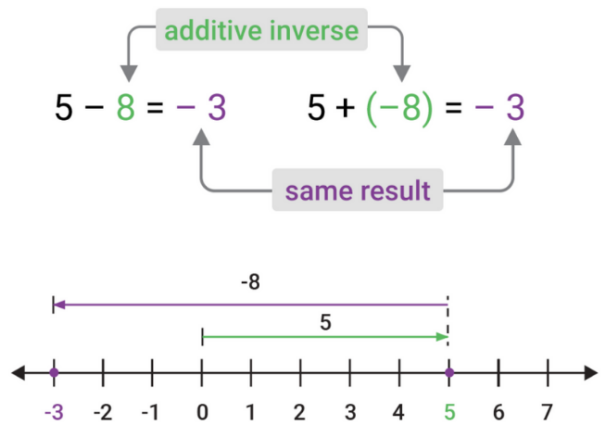 additive inverse
5 − 8 = − 3 5 + (−8) = − 3
same result
-8
5
-3 -2 -1 0 1 2 3 4 5 6 7